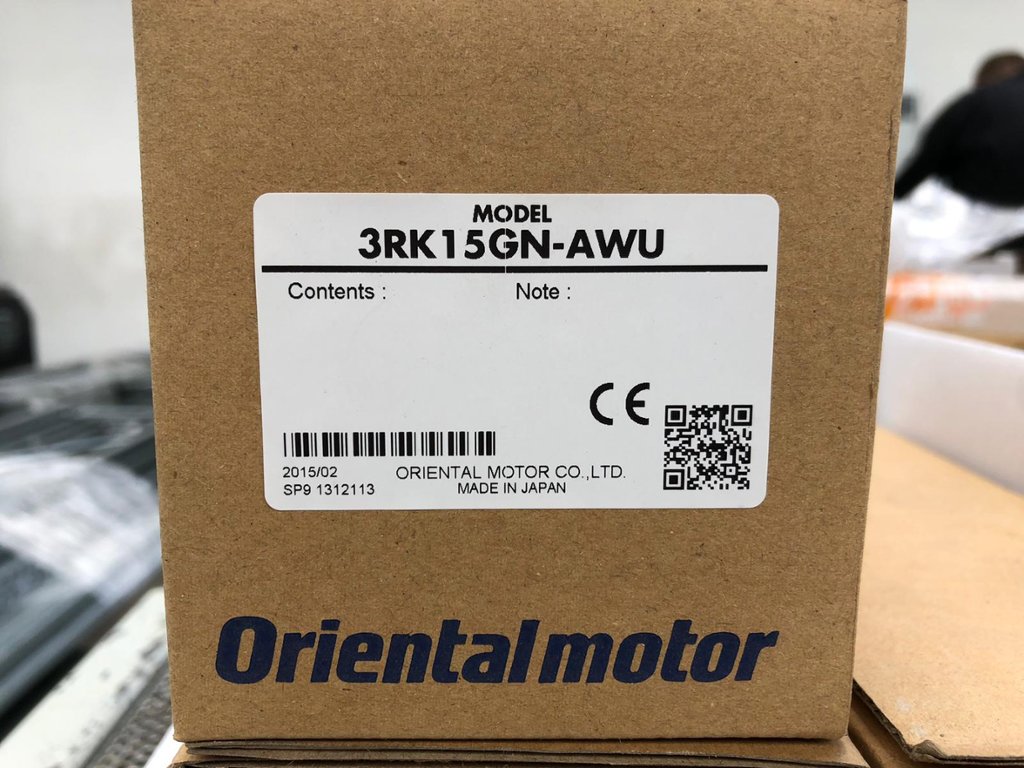 MODEL
3RK15GN-AWU
Contents : Note :
CE
2015/02 ORIENTAL MOTOR CO.,LTD.
SP9 1312113 MADE IN JAPAN
Orientalmotor